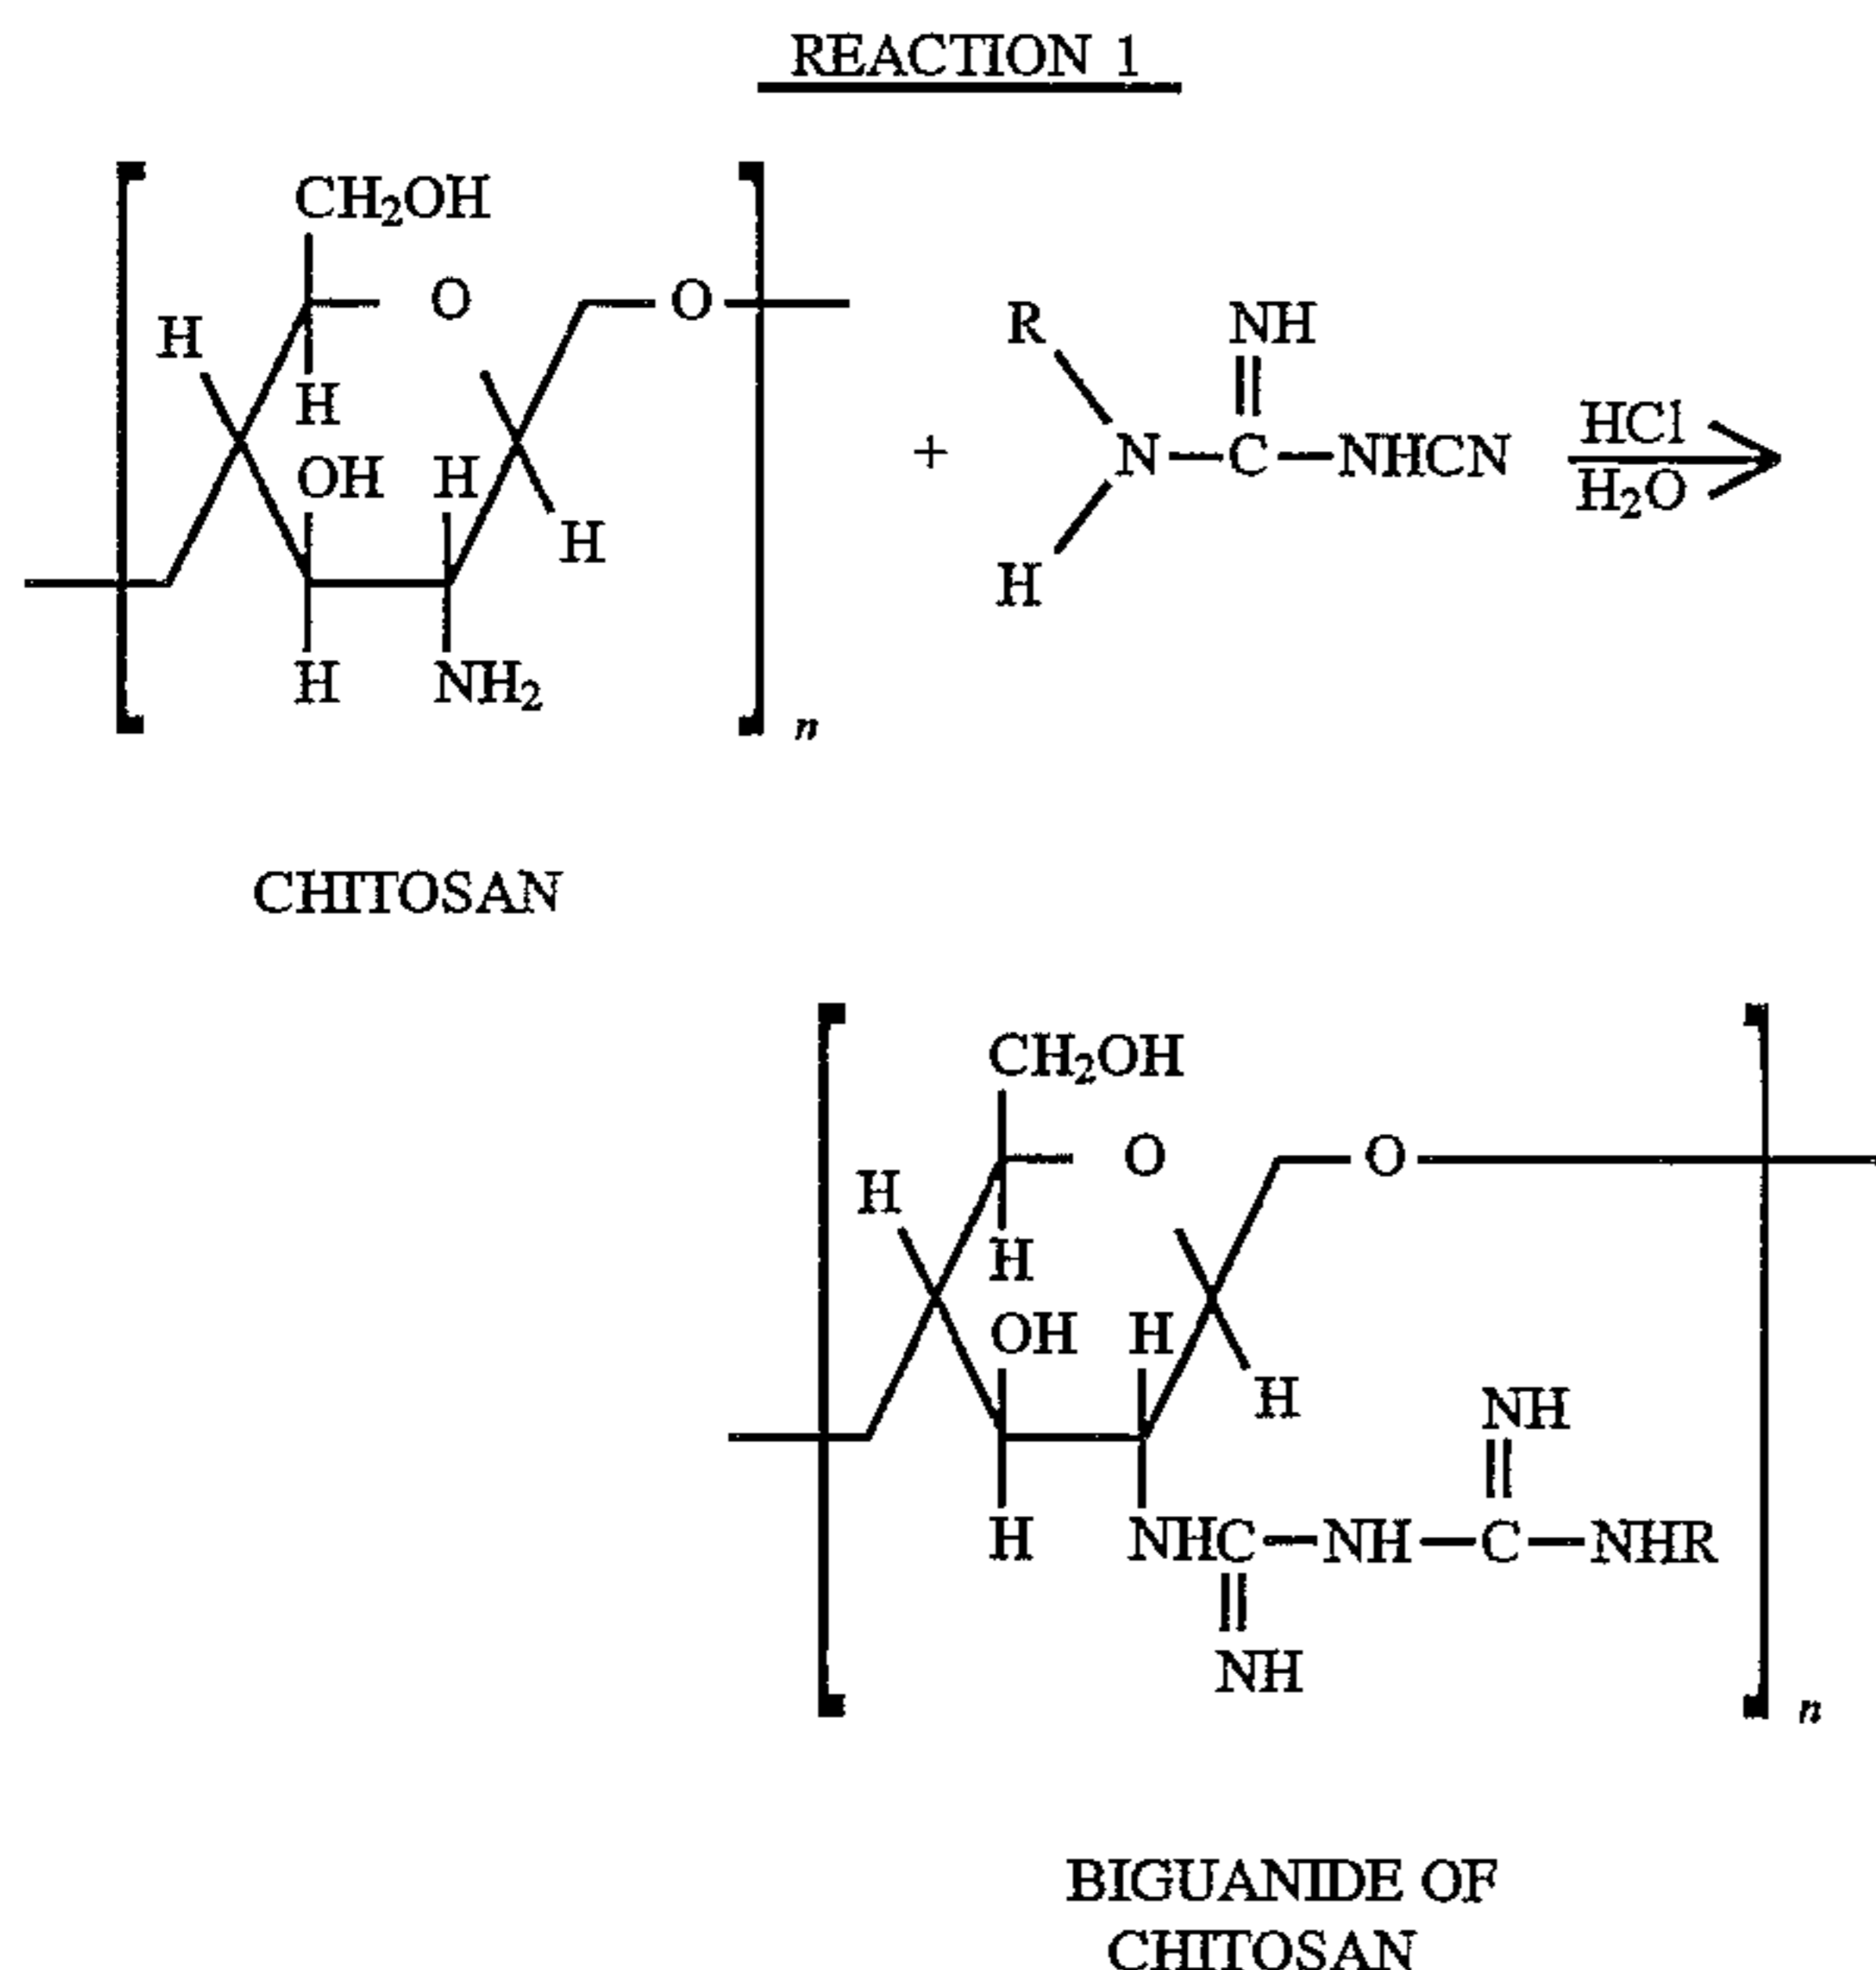 REACTION 1
CH2OH
O
O
H
H
OH
H
H
H
NH2
n
R
NH
+
N
C
NHCN
H
HCl
H2O
CHITOSAN
CH2OH
O
O
H
H
OH
H
H
NH
H
NHC
NH
C
NHR
NH
n
BIGUANIDE OF
CHITOSAN